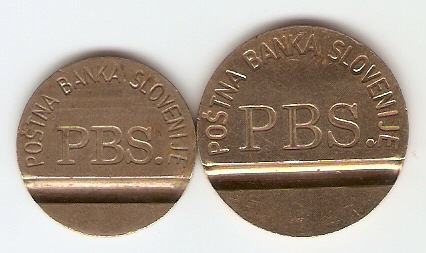 POŠTNA BANKA SLOVENIJE
PBS.
POŠTNA BANKA SLOVENIJE
PBS.